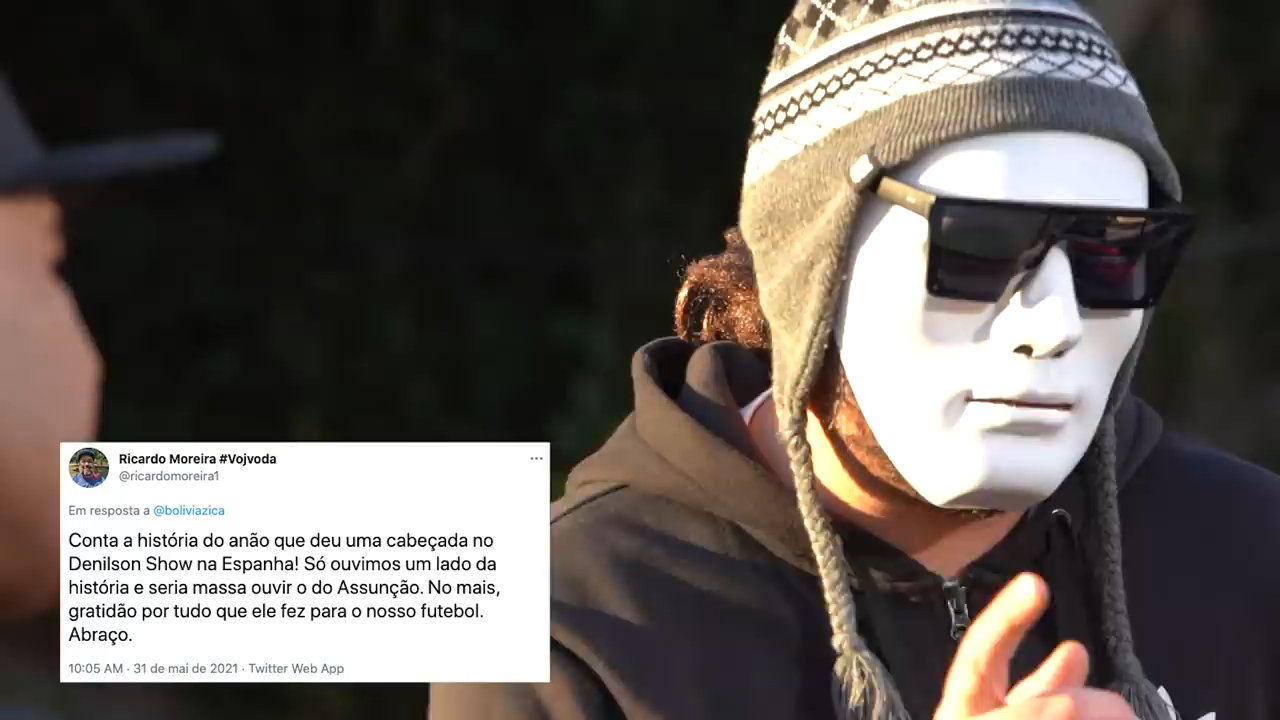 Ricardo Moreira #Vojvoda
@ricardomoreira1
Em resposta a @boliviazica
Conta a história do anão que deu uma cabeçada no
Denilson Show na Espanha! Só ouvimos um lado da
história e seria massa ouvir o do Assunção. No mais,
gratidão por tudo que ele fez para o nosso futebol.
Abraço.
10:05 AM · 31 de mai de 2021 · Twitter Web App